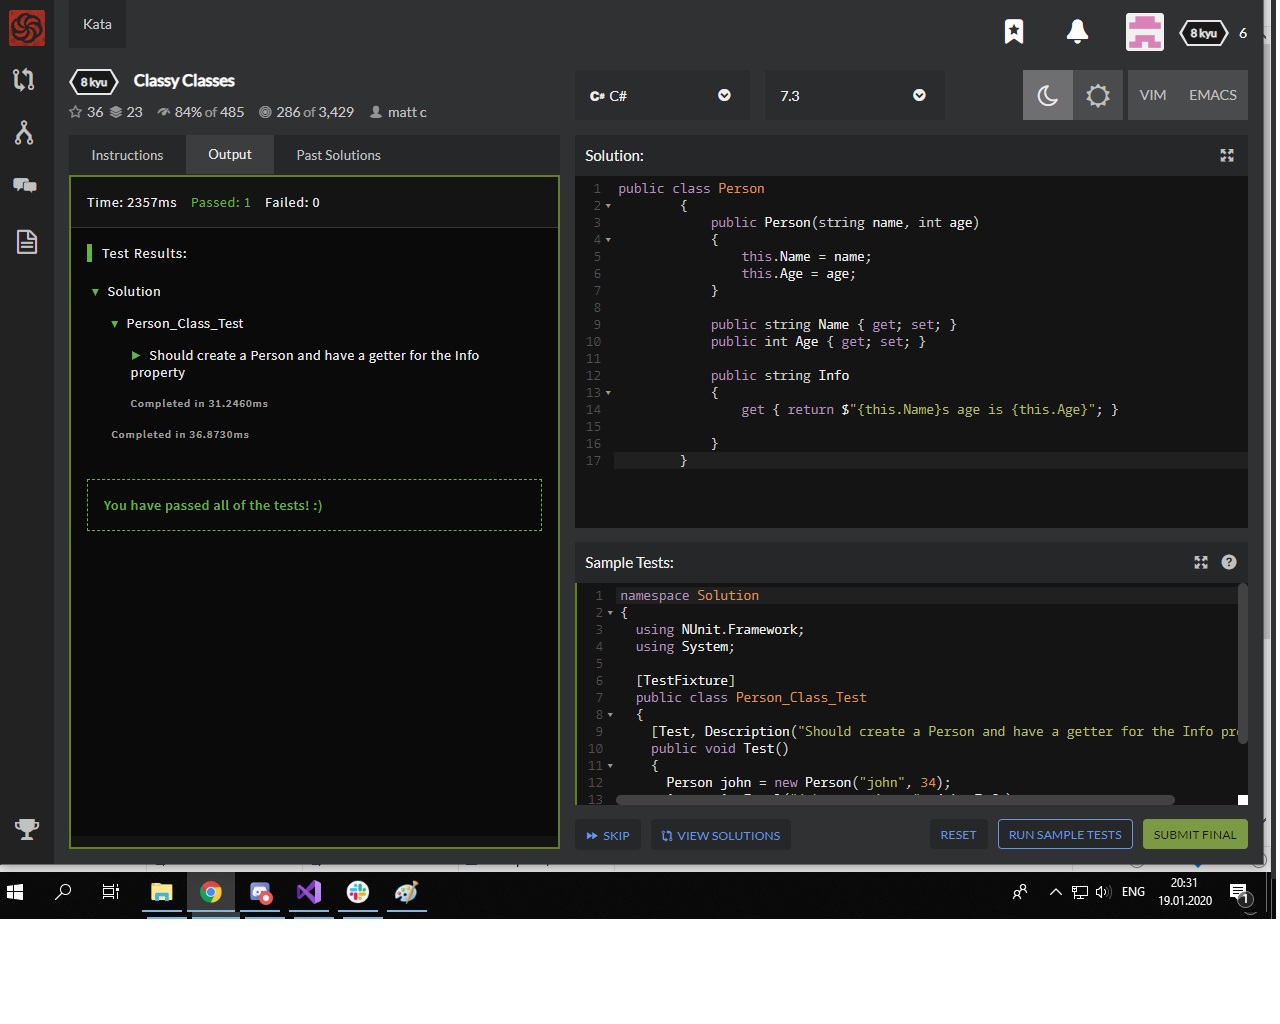 Kata
8 kyu
6
8 kyu Classy Classes
36 23 84% of 485 286 of 3,429 matt c
C# C#
7.3
VIM EMACS
Instructions Output Past Solutions
Time: 2357ms Passed: 1 Failed: 0
Test Results:
Solution
Person_Class_Test
Should create a Person and have a getter for the Info
property
Completed in 31.2460ms
Completed in 36.8730ms
You have passed all of the tests! :)
Solution:
1 public class Person
2 {
3 public Person(string name, int age)
4 {
5 this.Name = name;
6 this.Age = age;
7 }
8
9 public string Name { get; set; }
10 public int Age { get; set; }
11
12 public string Info
13 {
14 get { return $"{this.Name}s age is {this.Age}"; }
15
16 }
17 }
Sample Tests:
1 namespace Solution
2 {
3 using NUnit.Framework;
4 using System;
5
6 [TestFixture]
7 public class Person_Class_Test
8 {
9 [Test, Description("Should create a Person and have a getter for the Info pr
10 public void Test()
11 {
12 Person john = new Person("john", 34);
13
SKIP VIEW SOLUTIONS RESET RUN SAMPLE TESTS SUBMIT FINAL
ENG
20:31
19.01.2020
1